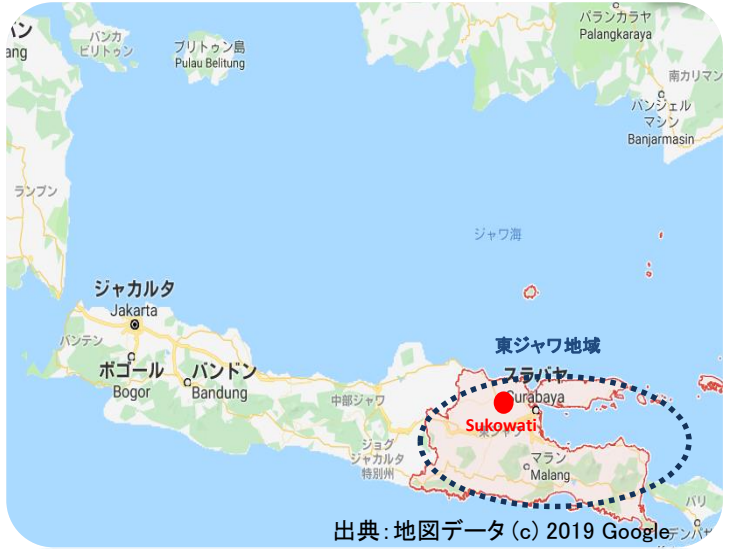 バンカ
ビリトゥン
ang
ブリトゥン島
Pulau Belitung
パランカラヤ
Palangkaraya
南カリマン
バンジェル
マシン
Banjarmasin
ランプン
ジャワ海
ジャカルタ
Jakarta
バンテン
ボゴール
Bogor
バンドン
Bandung
中部ジャワ
ジョグ
ジャカルタ
特別州
東ジャワ地域
スラバヤ
Surabaya
Sukowati
東ジャワ
マラン
Malang
バリ
デンパサ
出典:地図データ (c) 2019 Google